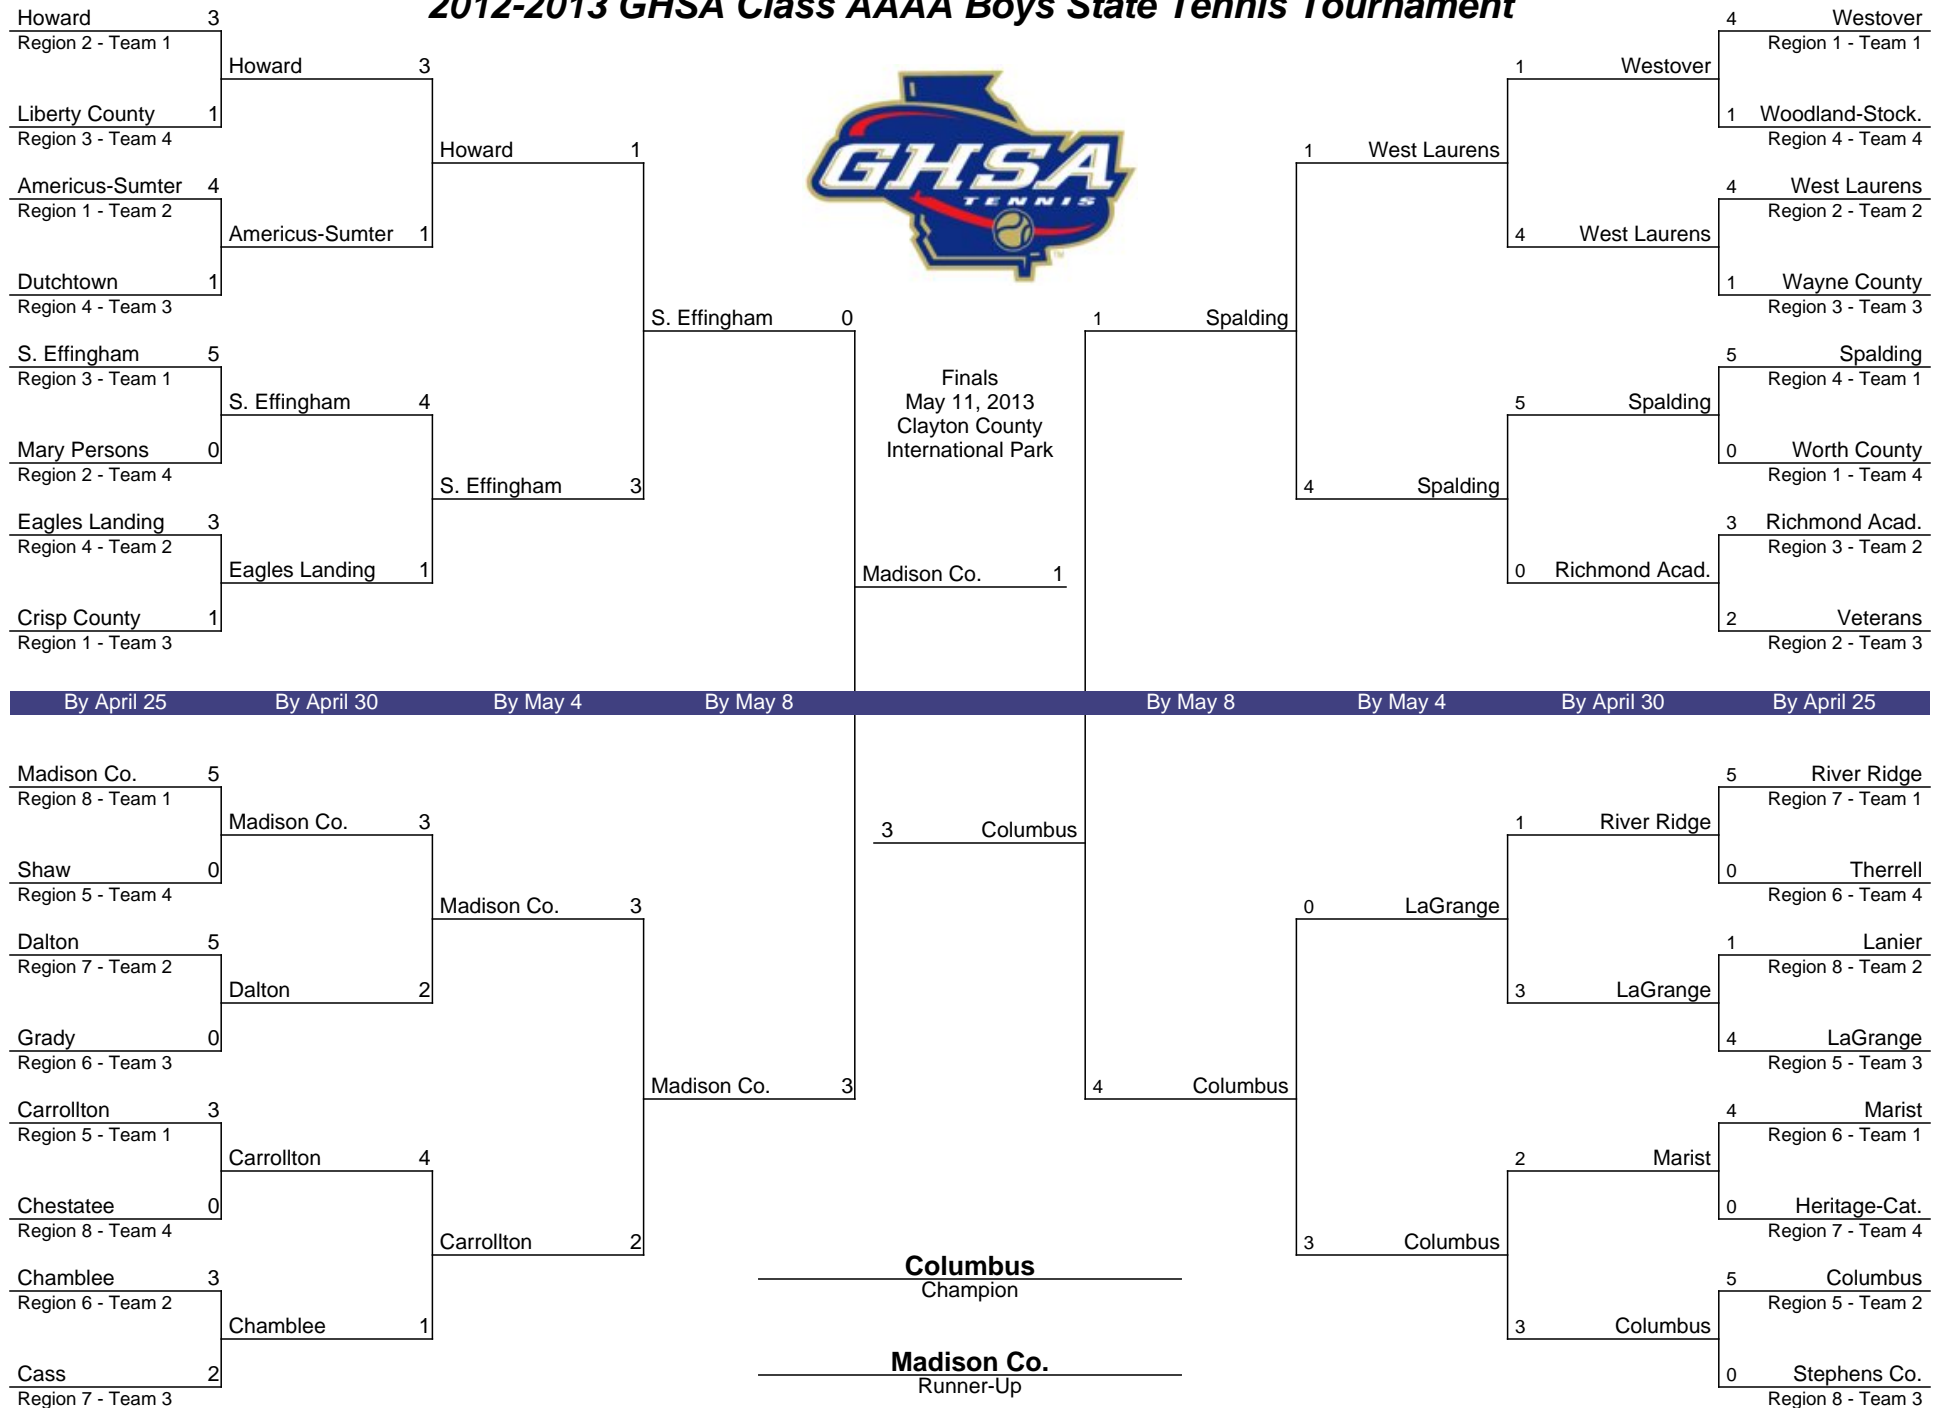 2012-2013 GHSA Class AAAA Boys State Tennis Tournament
Howard 3
Region 2 - Team 1
Liberty County 1
Region 3 - Team 4
Americus-Sumter 4
Region 1 - Team 2
Dutchtown 1
Region 4 - Team 3
S. Effingham 5
Region 3 - Team 1
Mary Persons 0
Region 2 - Team 4
Eagles Landing 3
Region 4 - Team 2
Crisp County 1
Region 1 - Team 3
Howard 3
Americus-Sumter 1
S. Effingham 4
Eagles Landing 1
Howard 1
S. Effingham 3
S. Effingham 0
GHSA
TENNIS
TM
Finals
May 11, 2013
Clayton County
International Park
Madison Co. 1
1 Spalding
1 West Laurens
4 Spalding
1 Westover
4 West Laurens
5 Spalding
0 Richmond Acad.
4 Westover
Region 1 - Team 1
1 Woodland-Stock.
Region 4 - Team 4
4 West Laurens
Region 2 - Team 2
1 Wayne County
Region 3 - Team 3
5 Spalding
Region 4 - Team 1
0 Worth County
Region 1 - Team 4
3 Richmond Acad.
Region 3 - Team 2
2 Veterans
Region 2 - Team 3
By April 25 By April 30 By May 4 By May 8 By May 8 By May 4 By April 30 By April 25
Madison Co. 5
Region 8 - Team 1
Shaw 0
Region 5 - Team 4
Dalton 5
Region 7 - Team 2
Grady 0
Region 6 - Team 3
Carrollton 3
Region 5 - Team 1
Chestatee 0
Region 8 - Team 4
Chamblee 3
Region 6 - Team 2
Cass 2
Region 7 - Team 3
Madison Co. 3
Dalton 2
Carrollton 4
Chamblee 1
Madison Co. 3
Carrollton 2
Madison Co. 3
3 Columbus
4 Columbus
0 LaGrange
3 Columbus
1 River Ridge
3 LaGrange
2 Marist
3 Columbus
5 River Ridge
Region 7 - Team 1
0 Therrell
Region 6 - Team 4
1 Lanier
Region 8 - Team 2
4 LaGrange
Region 5 - Team 3
4 Marist
Region 6 - Team 1
0 Heritage-Cat.
Region 7 - Team 4
5 Columbus
Region 5 - Team 2
0 Stephens Co.
Region 8 - Team 3
Columbus
Champion
Madison Co.
Runner-Up